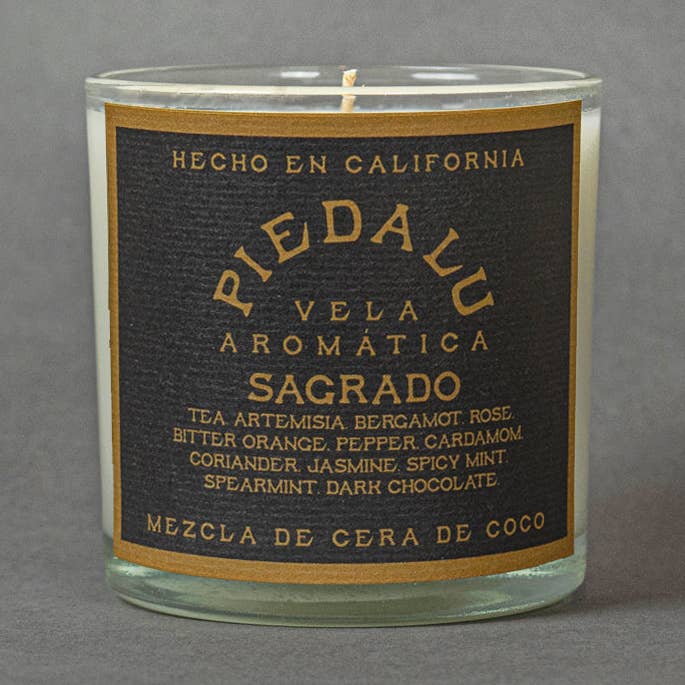 HECHO EN CALIFORNIA
PIEDALU
VELA
AROMÁTICA
SAGRADO
TEA. ARTEMISIA. BERGAMOT. ROSE.
BITTER ORANGE. PEPPER. CARDAMOM.
CORIANDER. JASMINE. SPICY MINT.
SPEARMINT. DARK CHOCOLATE.
MEZCLA DE CERA DE COCO